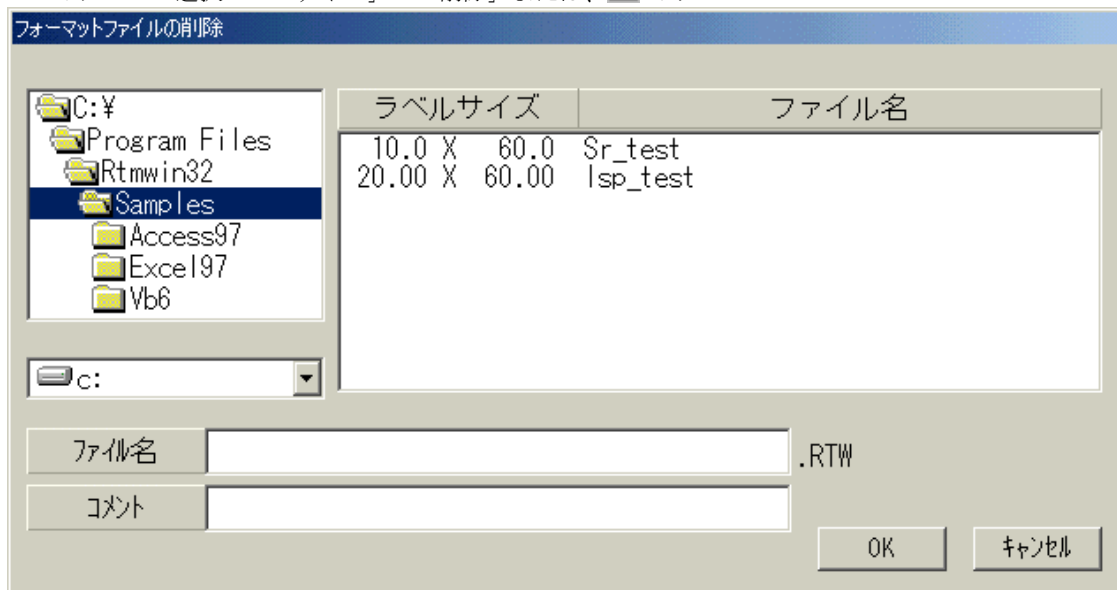 フォーマットファイルの削除
C:¥
Program Files
Rtmwin32
Samples
Access97
Excel97
Vb6
c:
ラベルサイズ ファイル名
10.0 X 60.0 Sr_test
20.00 X 60.00 lsp_test
ファイル名 .RTW
コメント
OK キャンセル